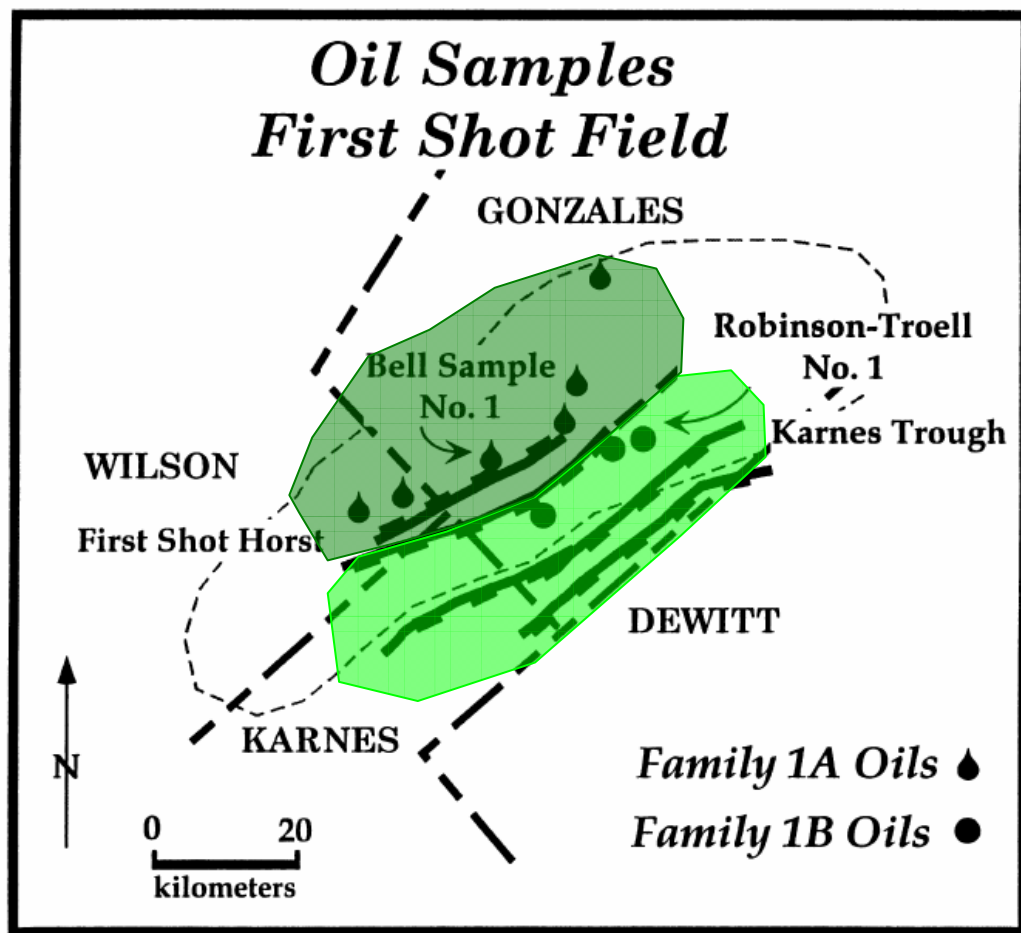 Oil Samples
First Shot Field
GONZALES
Robinson-Troell
No. 1
Bell Sample
No. 1
Karnes Trough
WILSON
First Shot Horst
DEWITT
KARNES
N
Family 1A Oils
Family 1B Oils
0 20
kilometers